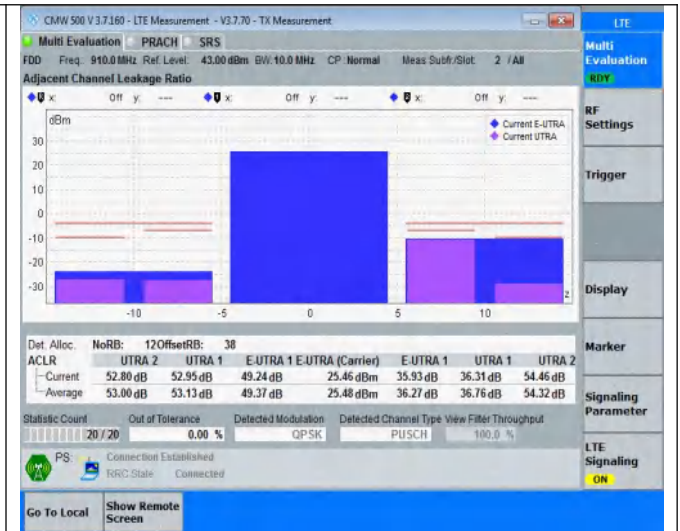 CMW 500 V 3.7.160 - LTE Measurement - V3.7.70 - TX Measurement
LTE
Multi Evaluation PRACH SRS
Multi Evaluation
RDY
FDD Freq.: 910.0 MHz Ref. Level: 43.00 dBm BW: 10.0 MHz CP :Normal Meas Subfr./Slot: 2 / All
Adjacent Channel Leakage Ratio
x: Off y: --- x: Off y: --- x: Off y: ---
dBm
Current E-UTRA
Current UTRA
30
20
10
0
-10
-20
-30
-10 -5 0 5 10
RF Settings
Trigger
Display
Marker
Signaling Parameter
LTE Signaling
ON
Det. Alloc. NoRB: 12OffsetRB: 38
ACLR UTRA 2 UTRA 1 E-UTRA 1 E-UTRA (Carrier) E-UTRA 1 UTRA 1 UTRA 2
Current 52.80 dB 52.95 dB 49.24 dB 25.46 dBm 35.93 dB 36.31 dB 54.46 dB
Average 53.00 dB 53.13 dB 49.37 dB 25.48 dBm 36.27 dB 36.76 dB 54.32 dB
Statistic Count Out of Tolerance Detected Modulation Detected Channel Type View Filter Throughput
20 / 20 0.00 % QPSK PUSCH 100.0 %
PS: Connection Established
RRC State Connected
Go To Local
Show Remote Screen